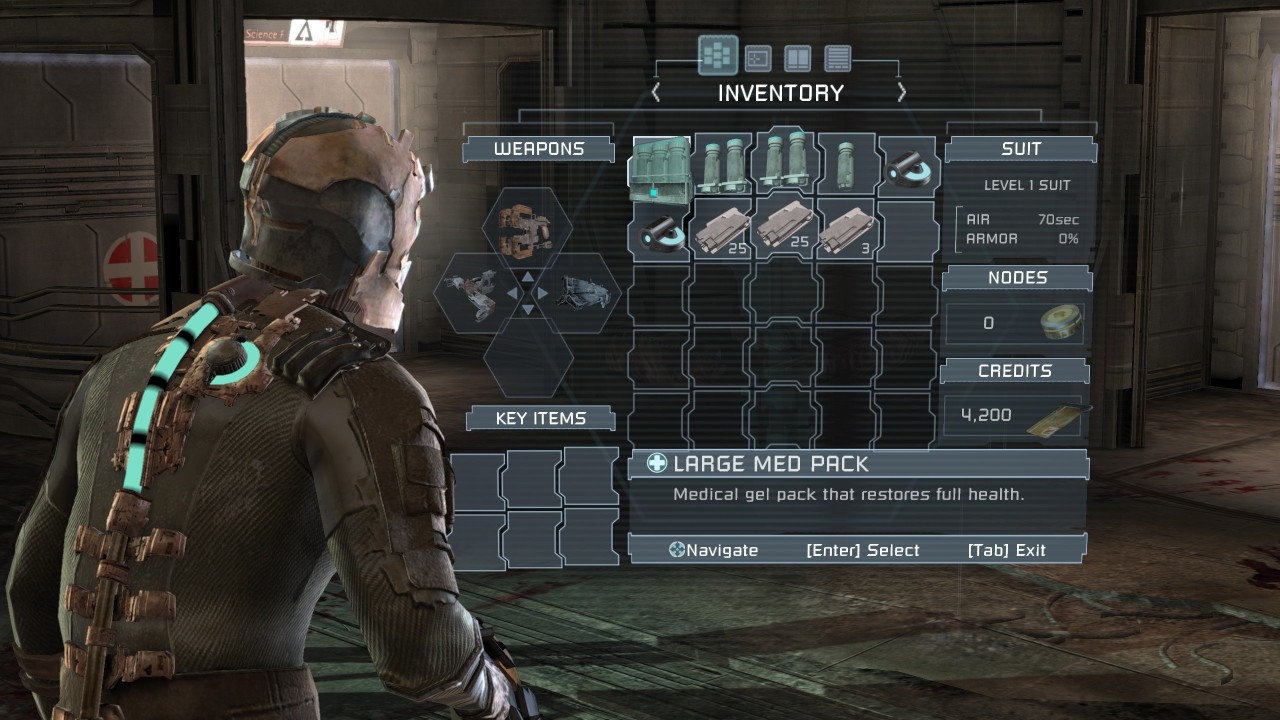 Science
INVENTORY
WEAPONS
SUIT
LEVEL 1 SUIT
AIR 70sec
ARMOR 0%
25
25
3
NODES
0
CREDITS
4,200
KEY ITEMS
LARGE MED PACK
Medical gel pack that restores full health.
Navigate [Enter] Select [Tab] Exit